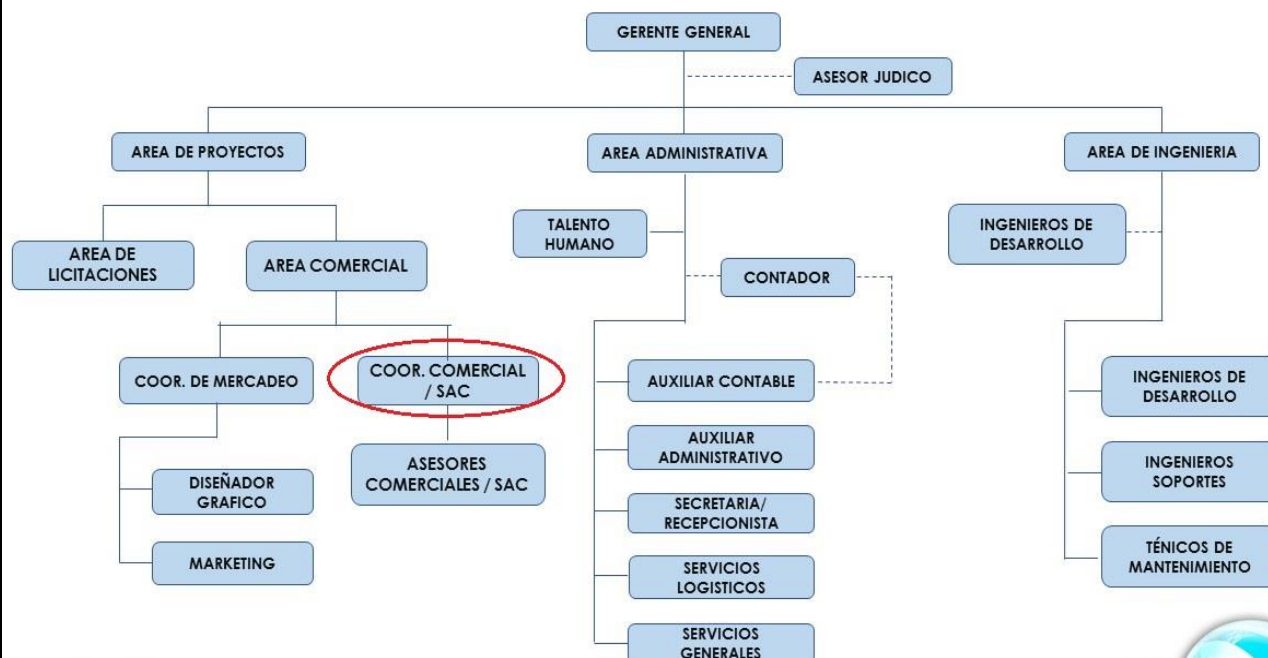 GERENTE GENERAL
ASESOR JUDICO
AREA DE PROYECTOS
AREA ADMINISTRATIVA
AREA DE INGENIERIA
AREA DE
LICITACIONES
AREA COMERCIAL
TALENTO
HUMANO
CONTADOR
INGENIEROS DE
DESARROLLO
COOR. DE MERCADEO
COOR. COMERCIAL
/ SAC
DISEÑADOR
GRAFICO
MARKETING
ASESORES
COMERCIALES / SAC
AUXILIAR CONTABLE
AUXILIAR
ADMINISTRATIVO
SECRETARIA/
RECEPCIONISTA
SERVICIOS
LOGISTICOS
SERVICIOS
GENERALES
INGENIEROS DE
DESARROLLO
INGENIEROS
SOPORTES
TÉNICOS DE
MANTENIMIENTO